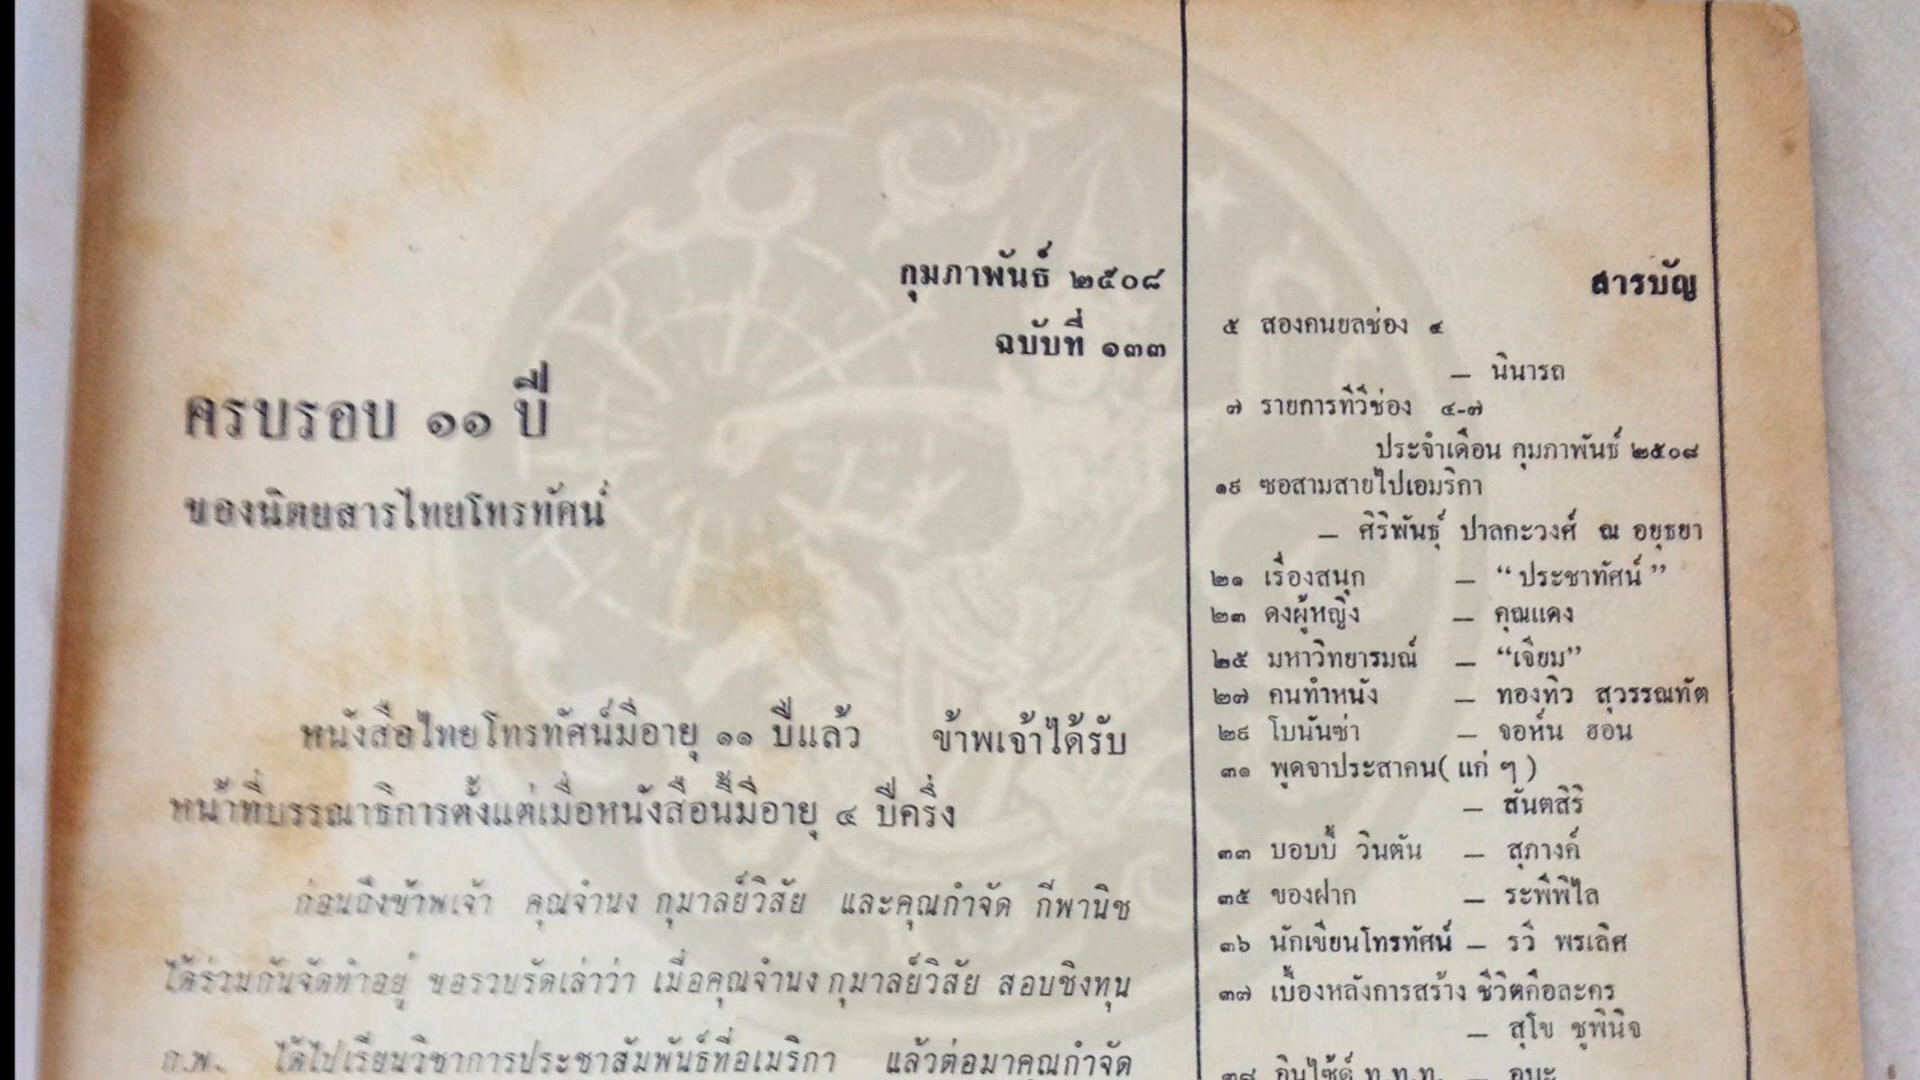 กุมภาพันธ์ ๒๕๐๘
ฉบับที่ ๑๓๓
ครบรอบ ๑๑ ปี
ของนิตยสารไทยโทรทัศน์
หนังสือไทยโทรทัศน์มีอายุ ๑๑ ปีแล้ว ข้าพเจ้าได้รับ
หน้าที่บรรณาธิการตั้งแต่เมื่อหนังสือนี้มีอายุ ๔ ปีครึ่ง
ก่อนถึงข้าพเจ้า คุณจำนง กุมาลย์วิสัย และคุณกำจัด กีพานิช
ได้ร่วมกันจัดทำอยู่ ขอรวบรัดเล่าว่า เมื่อคุณจำนง กุมาลย์วิสัย สอบชิงทุน
ก.พ. ได้ไปเรียนวิชาการประชาสัมพันธ์ที่อเมริกา แล้วต่อมาคุณกำจัด
สารบัญ
๕ สองคนยลช่อง ๔
— นินารถ
๗ รายการทีวีช่อง ๔-๗
ประจำเดือน กุมภาพันธ์ ๒๕๐๘
๑๙ ซอสามสายไปเอมริกา
— ศิริพันธุ์ ปาลกะวงศ์ ณ อยุธยา
๒๑ เรื่องสนุก — “ประชาทัศน์”
๒๓ ดงผู้หญิง — คุณแดง
๒๕ มหาวิทยารมณ์ — “เจียม”
๒๗ คนทำหนัง — ทองทิว สุวรรณทัต
๒๙ โบนันซ่า — จอห์น ฮอน
๓๑ พูดจาประสาคน(แก่ ๆ)
— สันตสิริ
๓๓ บอบบี้ วินตัน — สุภางค์
๓๕ ของฝาก — ระพีพิไล
๓๖ นักเขียนโทรทัศน์ — รวี พรเลิศ
๓๗ เบื้องหลังการสร้าง ชีวิตคือละคร
— สุโข ชูพินิจ
๓๘ อินไซ้ด์ ท.ท.ท. — อุมะ